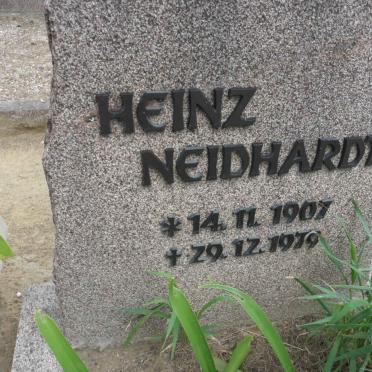 HEINZ
NEIDHARDT
* 14. 11. 1907
† 29. 12. 1979